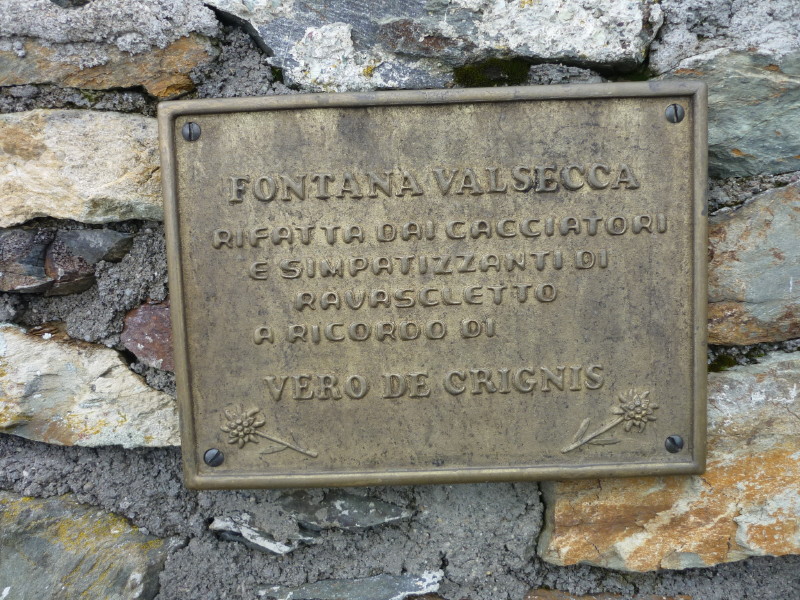 FONTANA VALSECCA
RIFATTA DAI CACCIATORI
E SIMPATIZZANTI DI
RAVASCLETTO
A RICORDO DI
VERO DE CRIGNIS